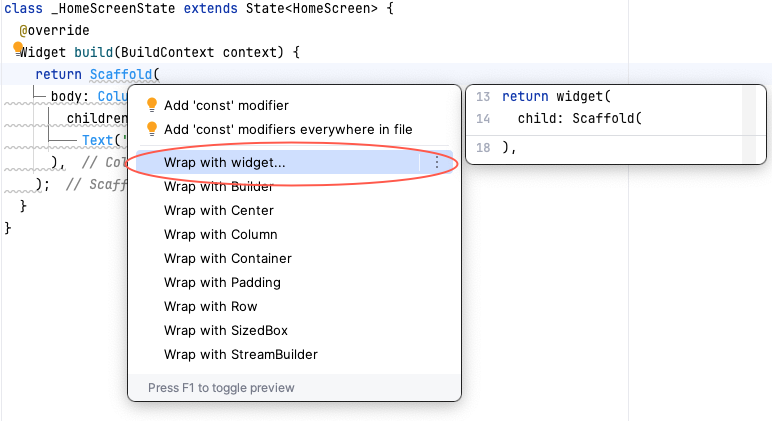 class _HomeScreenState extends State<HomeScreen> {
@override
Widget build(BuildContext context) {
return Scaffold(
body: Colu
children
Text('
), // Col
); // Scaff
}
}
Add 'const' modifier
Add 'const' modifiers everywhere in file
Wrap with widget...
Wrap with Builder
Wrap with Center
Wrap with Column
Wrap with Container
Wrap with Padding
Wrap with Row
Wrap with SizedBox
Wrap with StreamBuilder
Press F1 to toggle preview
13 return widget(
14 child: Scaffold(
18 ),